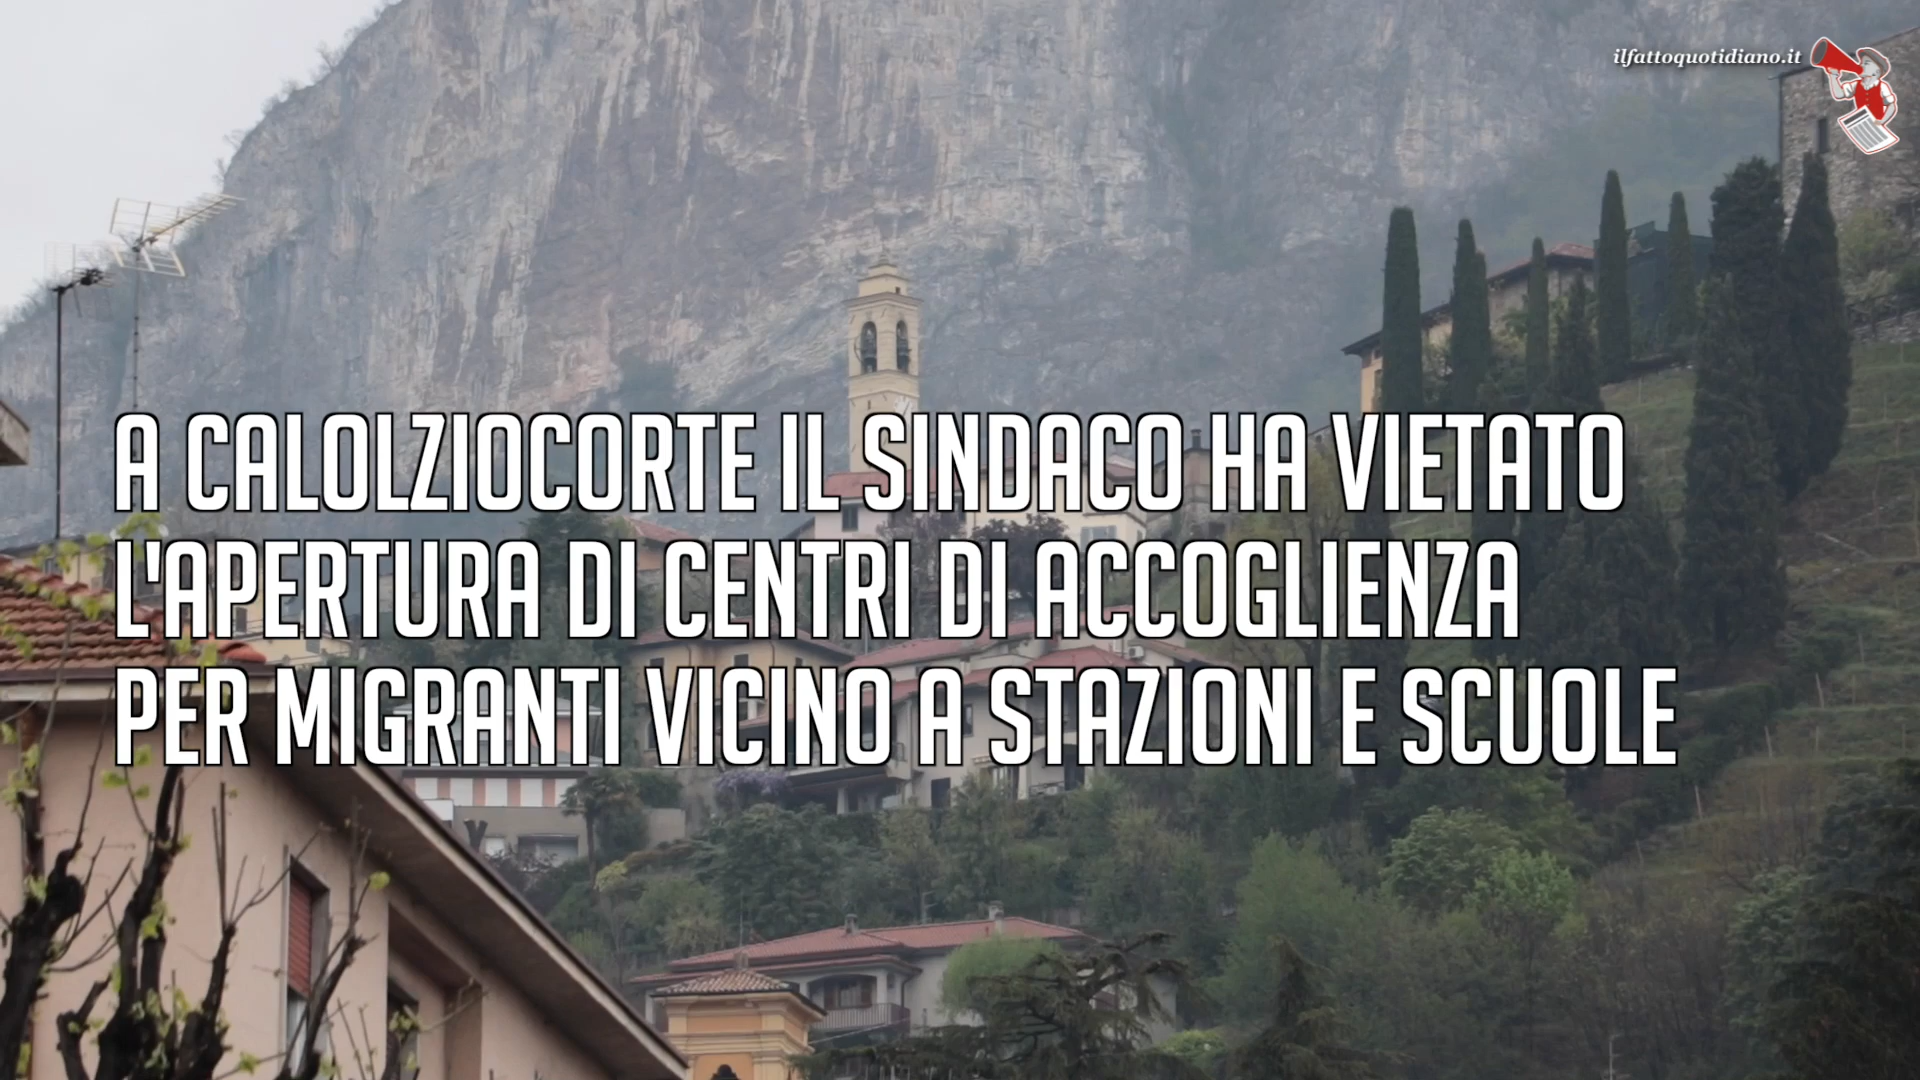 ilfattoquotidiano.it
A CALOLZIOCORTE IL SINDACO HA VIETATO
L'APERTURA DI CENTRI DI ACCOGLIENZA
PER MIGRANTI VICINO A STAZIONI E SCUOLE